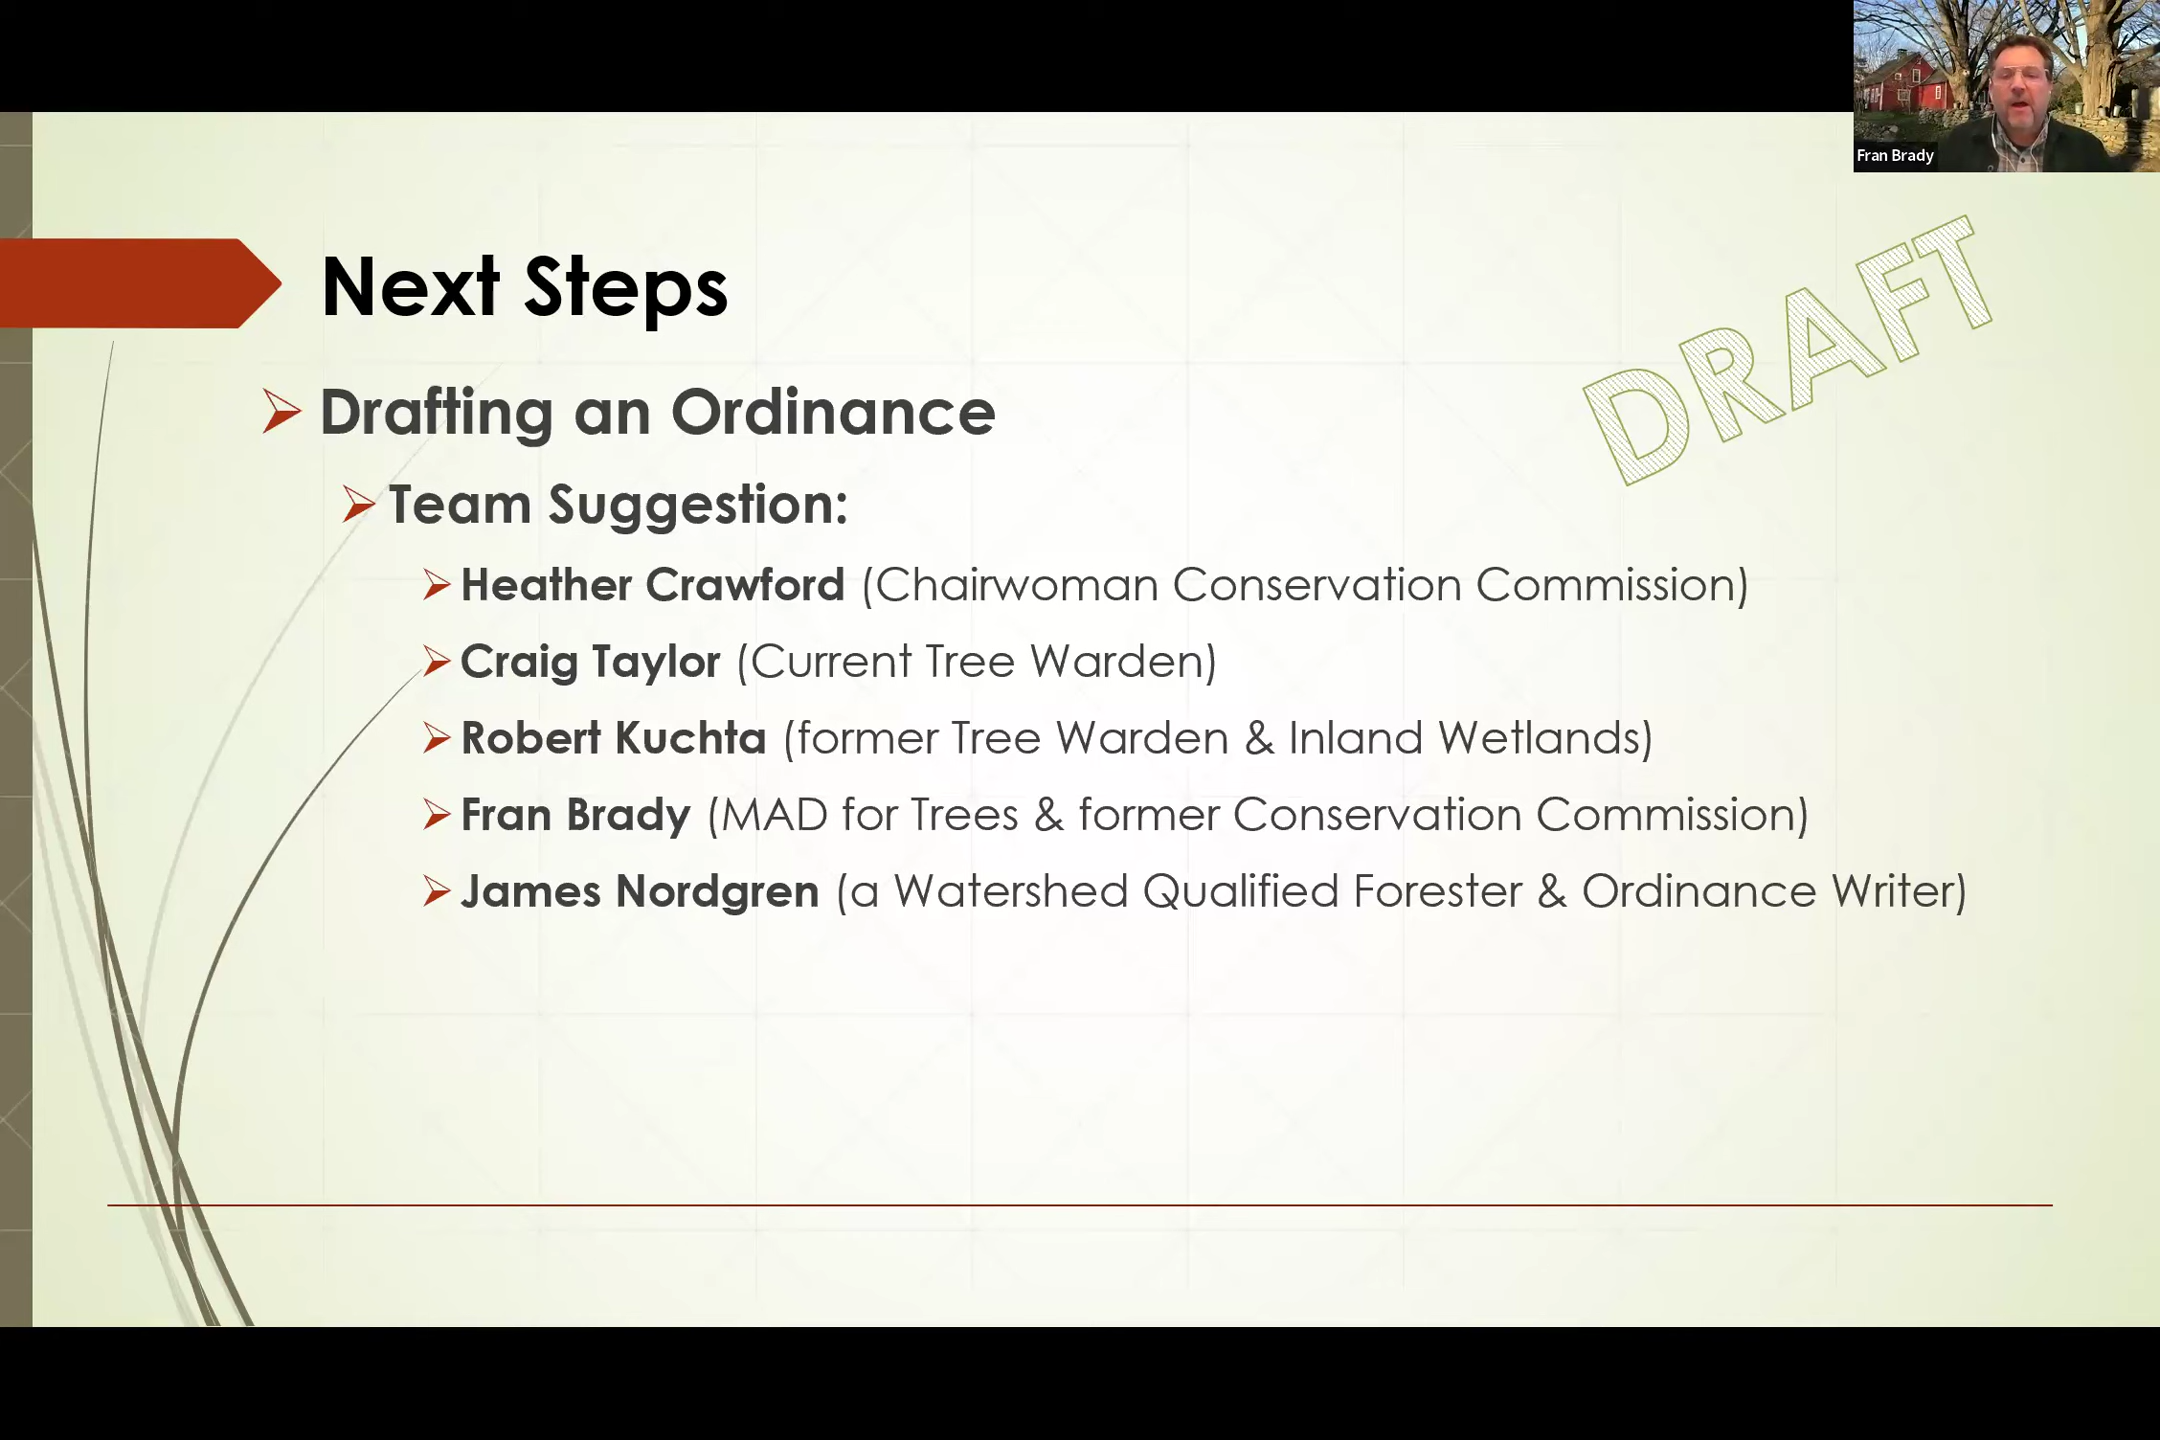 Fran Brady
Next Steps
DRAFT
Drafting an Ordinance
Team Suggestion:
Heather Crawford (Chairwoman Conservation Commission)
Craig Taylor (Current Tree Warden)
Robert Kuchta (former Tree Warden & Inland Wetlands)
Fran Brady (MAD for Trees & former Conservation Commission)
James Nordgren (a Watershed Qualified Forester & Ordinance Writer)